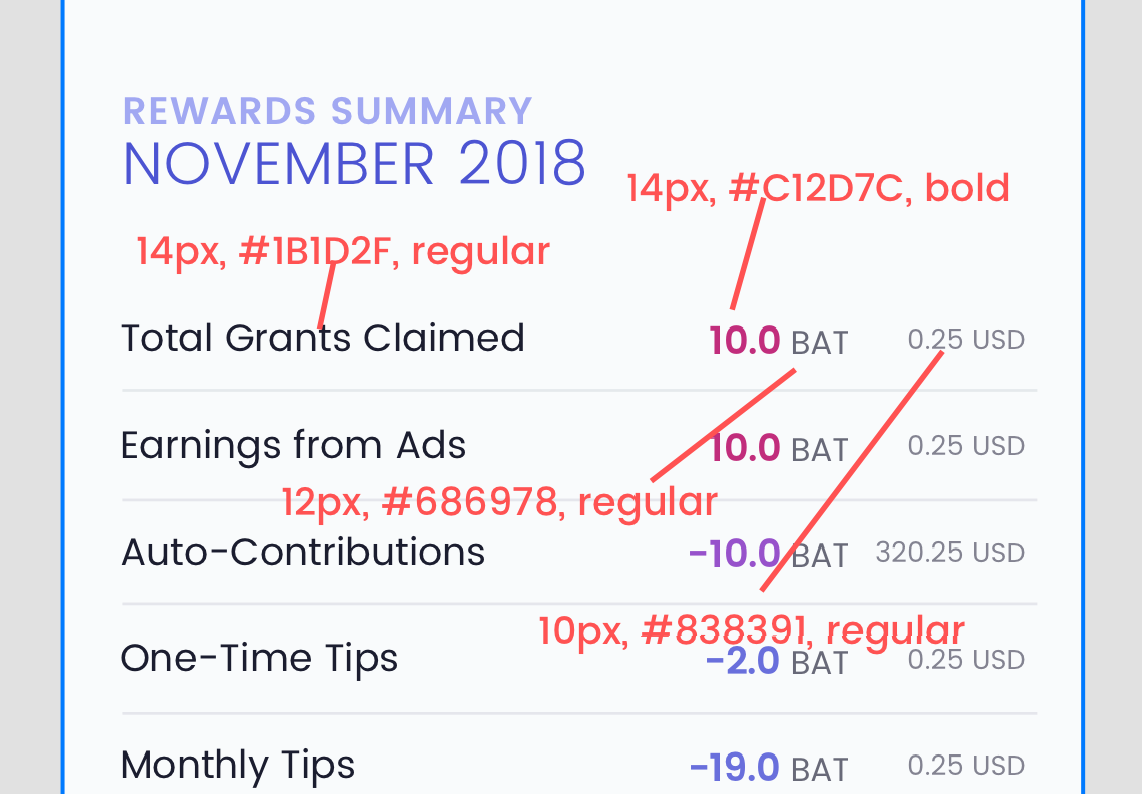 REWARDS SUMMARY
NOVEMBER 2018
14px, #C12D7C, bold
14px, #1B1D2F, regular
Total Grants Claimed 10.0 BAT 0.25 USD
Earnings from Ads 10.0 BAT 0.25 USD
12px, #686978, regular
Auto-Contributions -10.0 BAT 320.25 USD
10px, #838391, regular
One-Time Tips -2.0 BAT 0.25 USD
Monthly Tips -19.0 BAT 0.25 USD